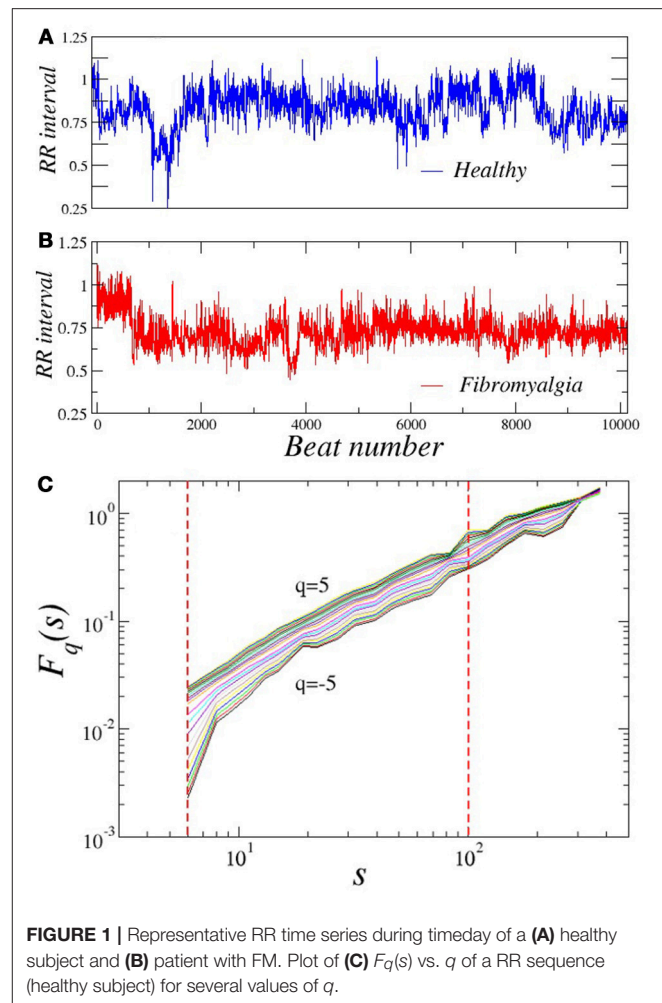 A
1.25
1
0.75
0.5
0.25
RR interval
Healthy
B
1.25
1
0.75
0.5
0.25
RR interval
Fibromyalgia
0 2000 4000 6000 8000 10000
Beat number
C
10^0
10^-1
10^-2
10^-3
F_q(s)
q=5
q=-5
10^1 10^2
s
FIGURE 1 | Representative RR time series during timeday of a (A) healthy
subject and (B) patient with FM. Plot of (C) F_q(s) vs. q of a RR sequence
(healthy subject) for several values of q.